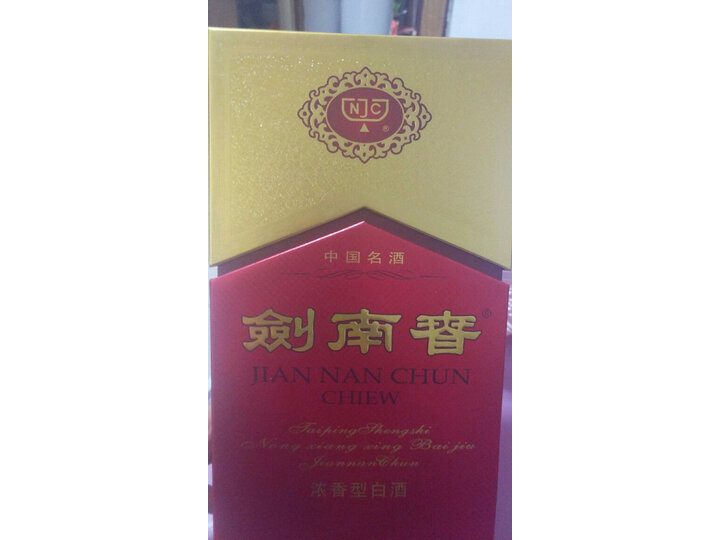 NJC
®
中国名酒
劍南春®
JIAN NAN CHUN
CHIEW
TaipingShengshi
Nong xiang xing Bai jiu
JiannanChun
浓香型白酒